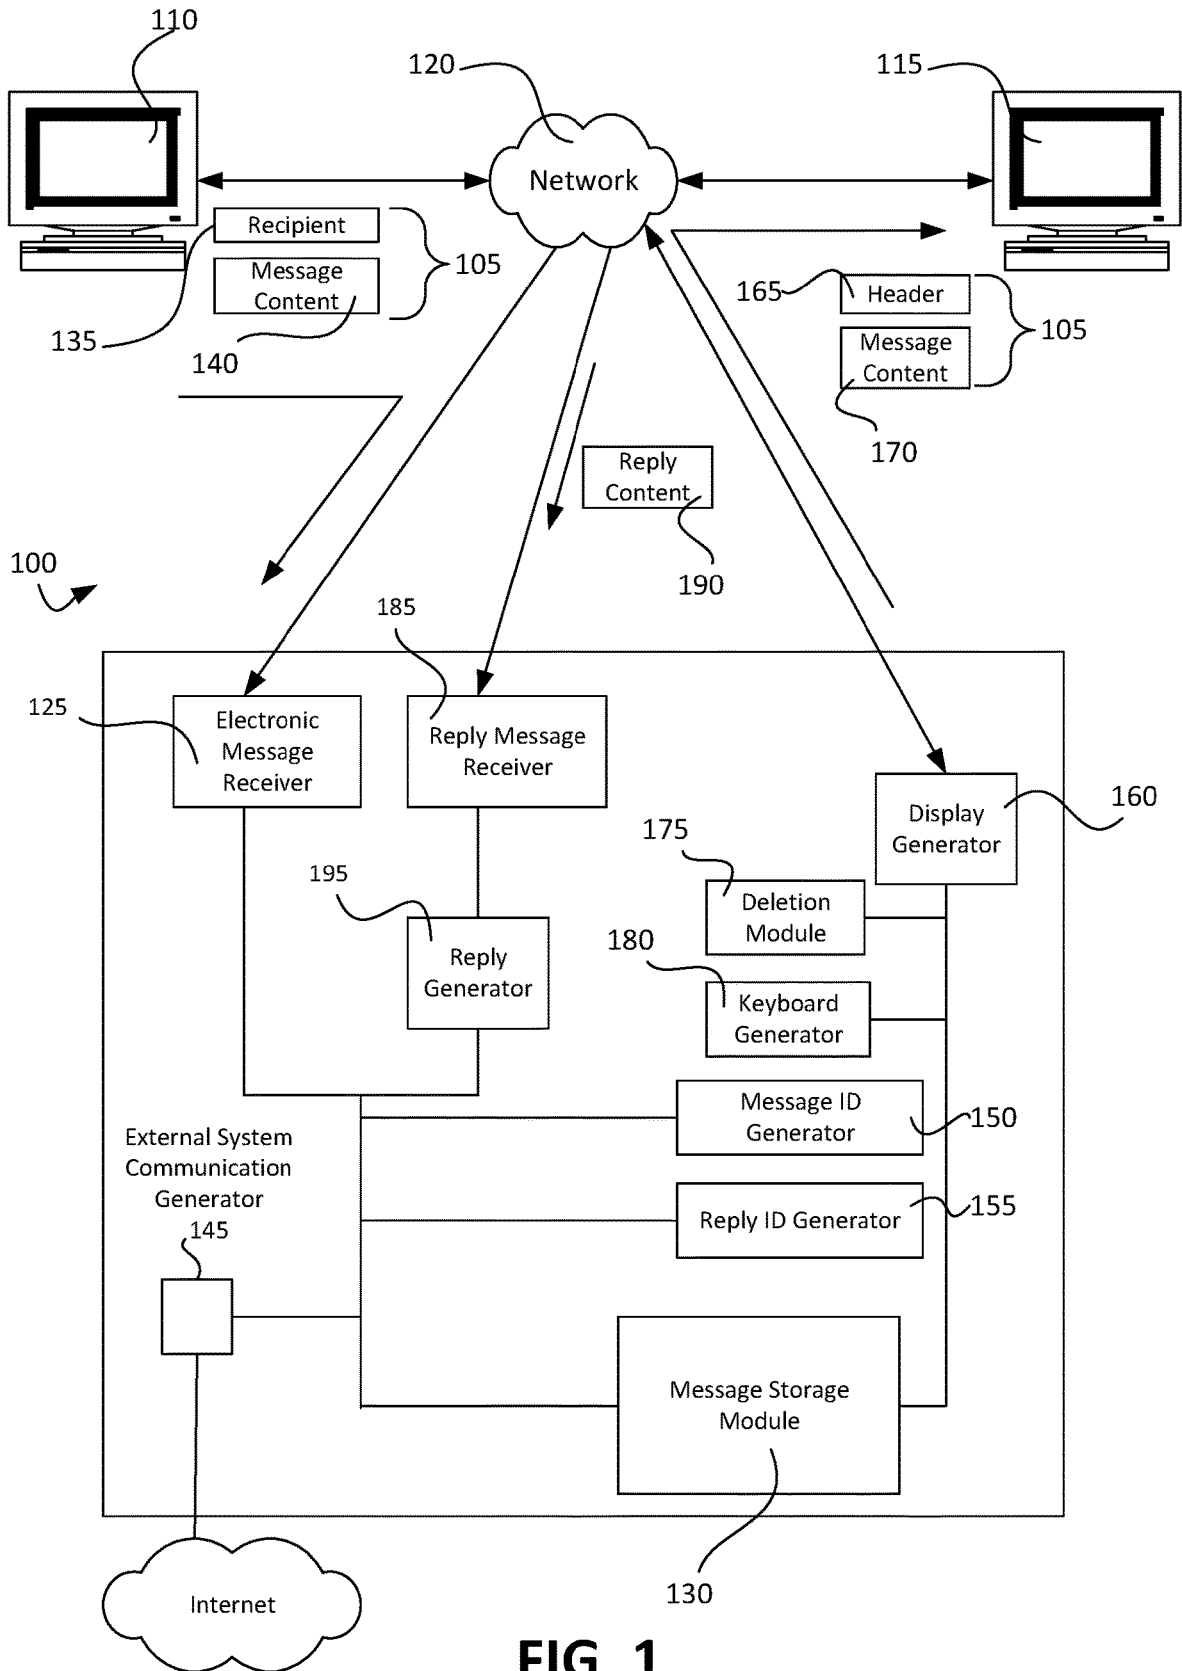 110
120
115
Network
Recipient
105
Message
Content
135
140
165
Header
105
Message
Content
170
Reply
Content
190
100
185
125
Electronic
Message
Receiver
Reply Message
Receiver
160
Display
Generator
175
195
Deletion
Module
180
Reply
Generator
Keyboard
Generator
Message ID
Generator
150
External System
Communication
Generator
145
Reply ID Generator
155
Message Storage
Module
130
Internet
FIG. 1